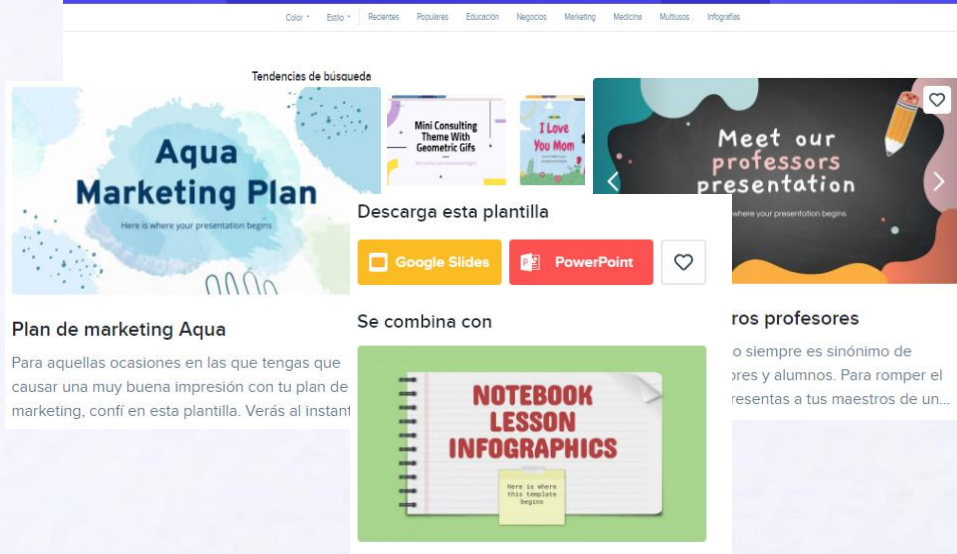 Color Estilo Recientes Populares Educación Negocios Marketing Medicina Multiusos Infografías
Tendencias de búsqueda
Aqua
Marketing Plan
Here is where your presentation begins
Mini Consulting
Theme With
Geometric Gifs
I Love
You Mom
Meet our
professors
presentation
where your presentation begins
Descarga esta plantilla
Google Slides
PowerPoint
Se combina con
NOTEBOOK
LESSON
INFOGRAPHICS
Here is where
this template
begins
Plan de marketing Aqua
Para aquellas ocasiones en las que tengas que
causar una muy buena impresión con tu plan de
marketing, confí en esta plantilla. Verás al instant
ros profesores
o siempre es sinónimo de
ores y alumnos. Para romper el
resentas a tus maestros de un...